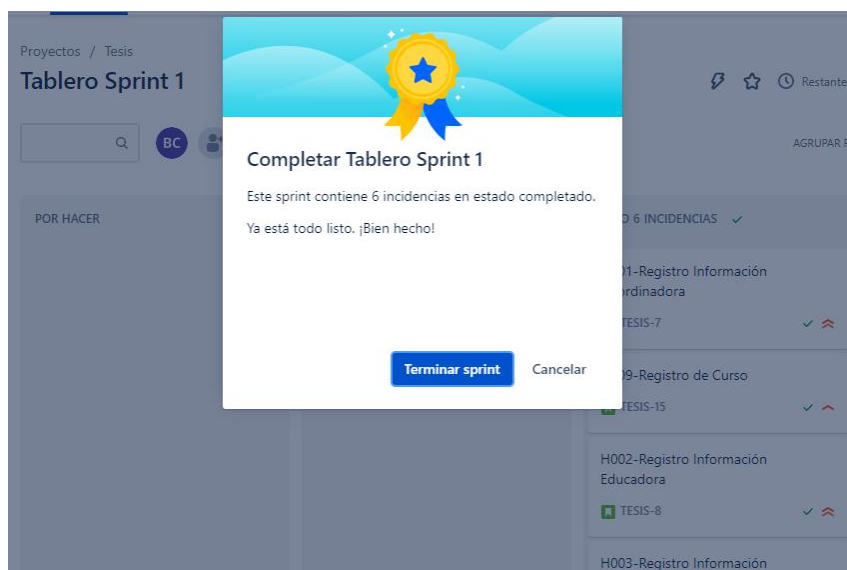 Proyectos / Tesis
Tablero Sprint 1
Restante
BC
AGRUPAR
Completar Tablero Sprint 1
Este sprint contiene 6 incidencias en estado completado.
Ya está todo listo. ¡Bien hecho!
Terminar sprint
Cancelar
POR HACER
6 INCIDENCIAS
01-Registro Información
TESIS-7
09-Registro de Curso
TESIS-15
H002-Registro Información
Educadora
TESIS-8
H003-Registro Información